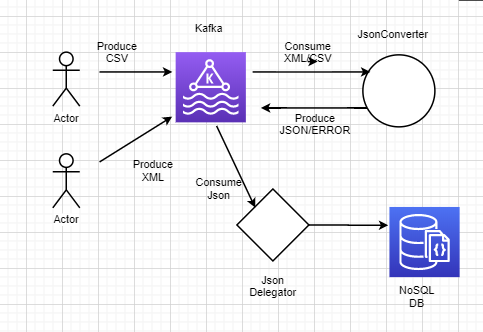 Kafka
JsonConverter
Produce
CSV
Consume
XML/CSV
K
Actor
Produce
JSON/ERROR
Produce
XML
Consume
Json
Actor
{}
Json
Delegator
NoSQL
DB